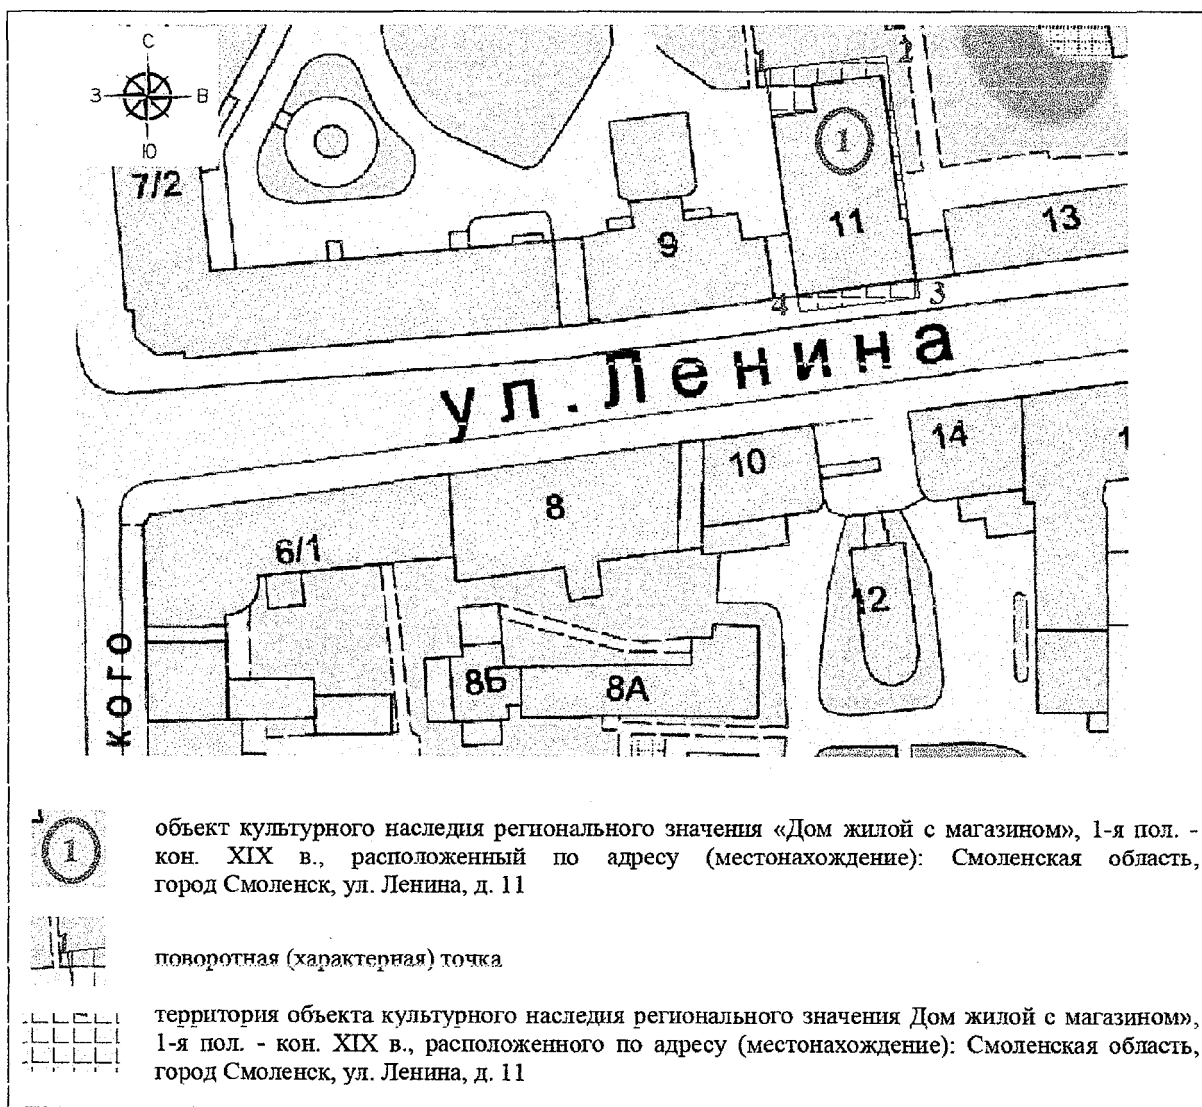 С
З В
Ю
1 2
1
7/2
9
11
13
4 3
ул. Ленина
10
14
1
8
6/1
12
кого
8Б
8А
1
объект культурного наследия регионального значения «Дом жилой с магазином», 1-я пол. -
кон. XIX в., расположенный по адресу (местонахождение): Смоленская область,
город Смоленск, ул. Ленина, д. 11
1
поворотная (характерная) точка
территория объекта культурного наследия регионального значения Дом жилой с магазином»,
1-я пол. - кон. XIX в., расположенного по адресу (местонахождение): Смоленская область,
город Смоленск, ул. Ленина, д. 11